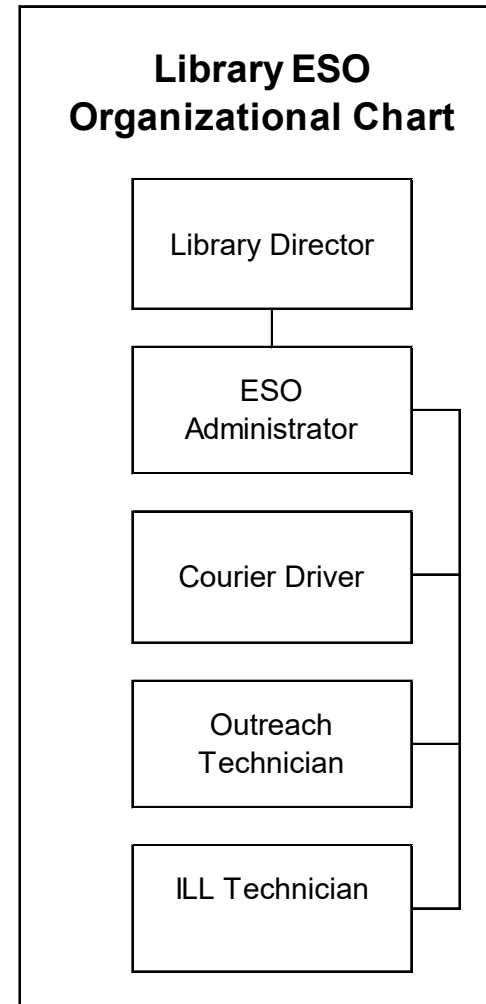 Library ESO
Organizational Chart
Library Director
ESO
Administrator
Courier Driver
Outreach
Technician
ILL Technician